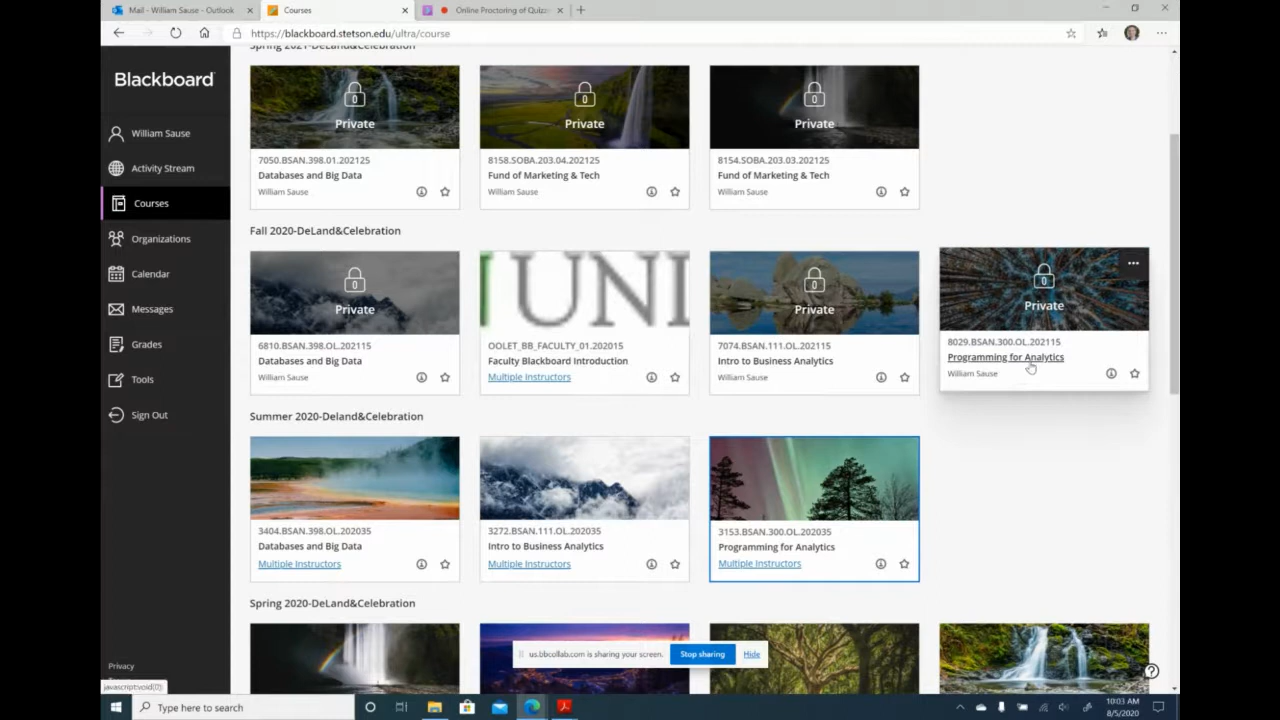 Mail - William Sause - Outlook
Courses
Online Proctoring of Quizz
https://blackboard.stetson.edu/ultra/course
Blackboard
William Sause
Activity Stream
Courses
Organizations
Calendar
Messages
Grades
Tools
Sign Out
Privacy
javascript:void(0);
Spring 2021-DeLand&Celebration
Private
7050.BSAN.398.01.202125
Databases and Big Data
William Sause
Private
8158.SOBA.203.04.202125
Fund of Marketing & Tech
William Sause
Private
8154.SOBA.203.03.202125
Fund of Marketing & Tech
William Sause
Fall 2020-DeLand&Celebration
Private
6810.BSAN.398.OL.202115
Databases and Big Data
William Sause
UNI
OOLET_BB_FACULTY_01.202015
Faculty Blackboard Introduction
Multiple Instructors
Private
7074.BSAN.111.OL.202115
Intro to Business Analytics
William Sause
Private
8029.BSAN.300.OL.202115
Programming for Analytics
William Sause
Summer 2020-Deland&Celebration
3404.BSAN.398.OL.202035
Databases and Big Data
Multiple Instructors
3272.BSAN.111.OL.202035
Intro to Business Analytics
Multiple Instructors
3153.BSAN.300.OL.202035
Programming for Analytics
Multiple Instructors
Spring 2020-DeLand&Celebration
us.bbcollab.com is sharing your screen.
Stop sharing
Hide
Type here to search
10:03 AM
8/5/2020